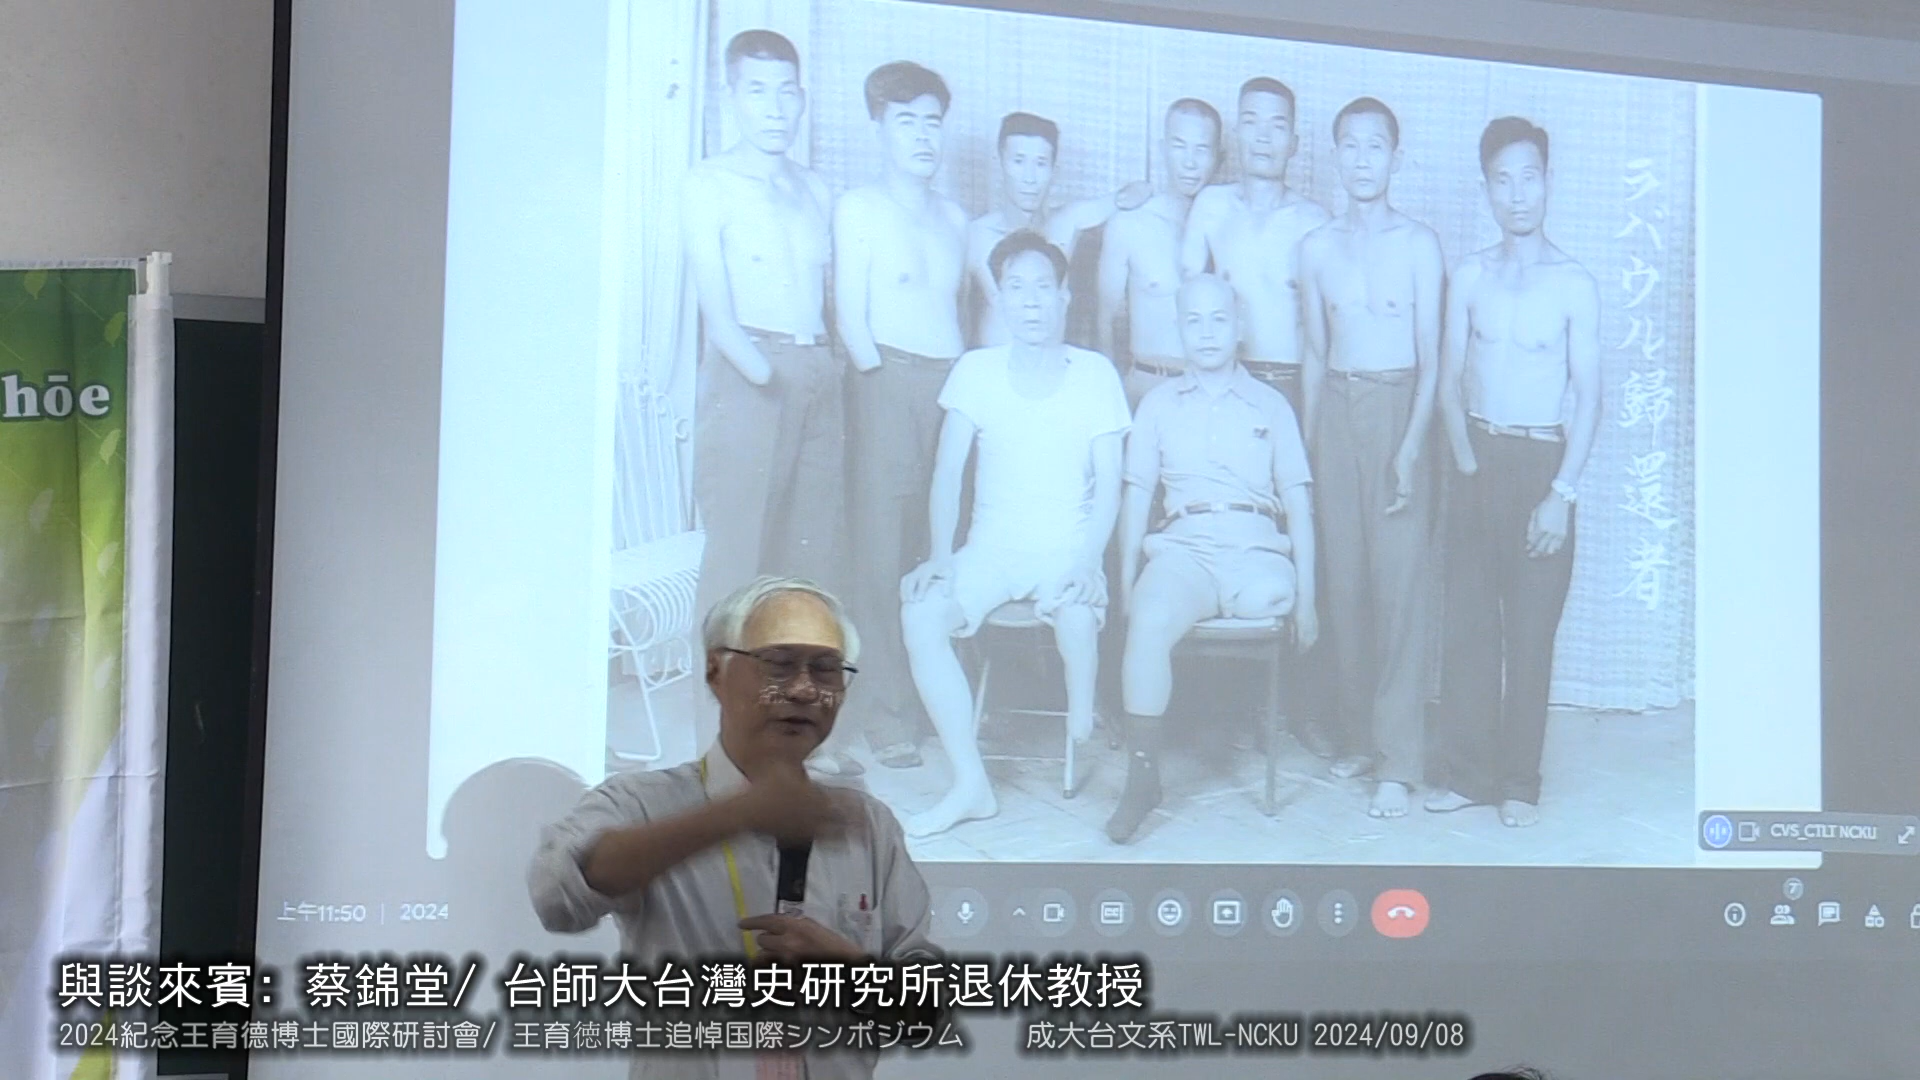 ラバウル歸還者
hōe
CVS_CTLT NCKU
7
上午11:50 | 2024
與談來賓: 蔡錦堂/ 台師大台灣史研究所退休教授
2024紀念王育德博士國際研討會/ 王育徳博士追悼国際シンポジウム 成大台文系TWL-NCKU 2024/09/08